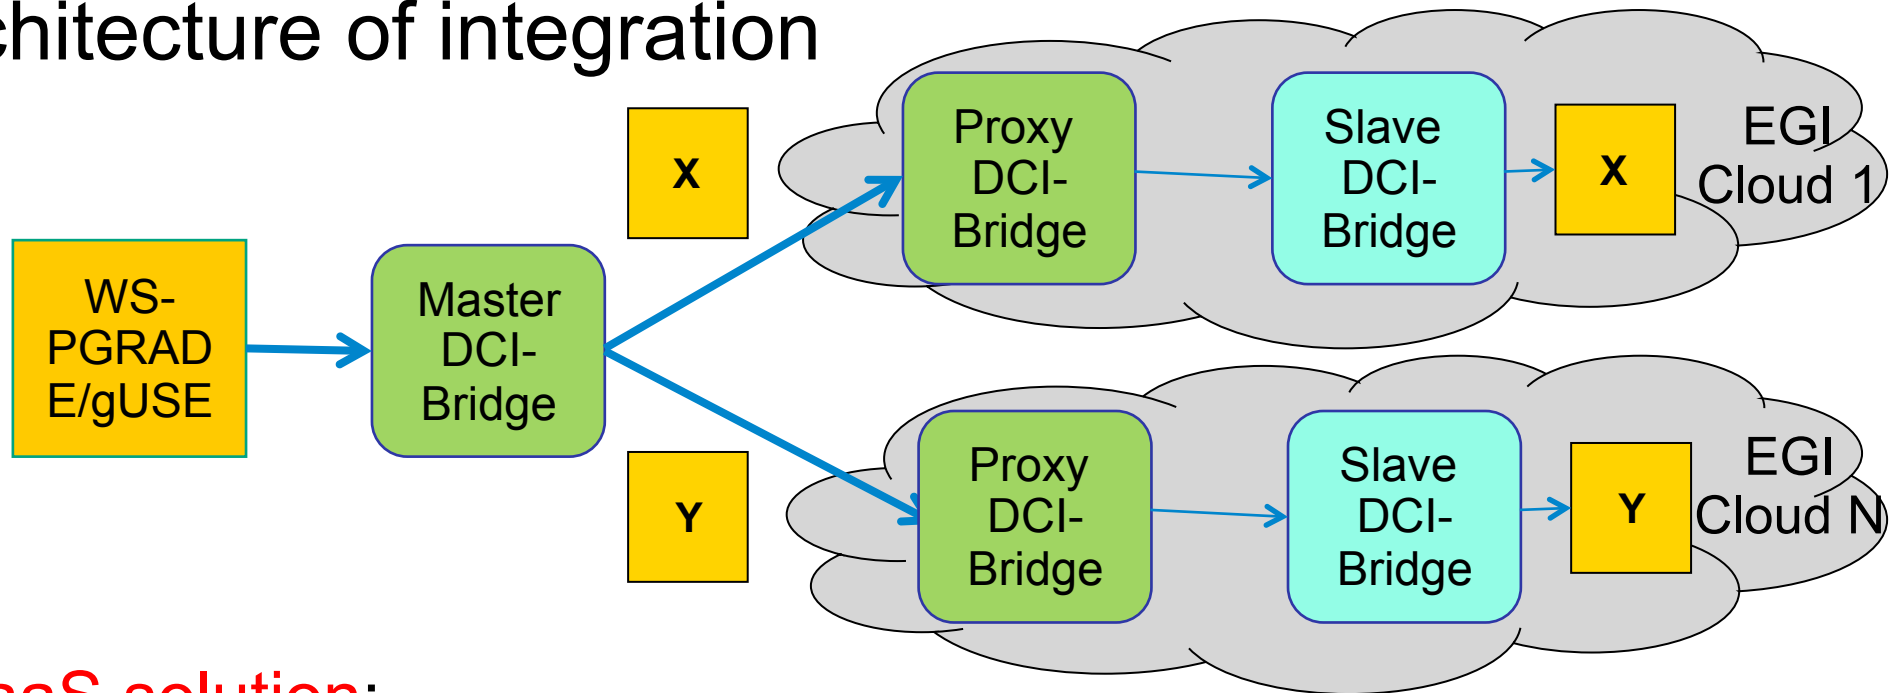 chitecture of integration
X
Proxy
DCI-
Bridge
Slave
DCI-
Bridge
X
EGI
Cloud 1
WS-
PGRAD
E/gUSE
Master
DCI-
Bridge
Y
Proxy
DCI-
Bridge
Slave
DCI-
Bridge
Y
EGI
Cloud N
solution: